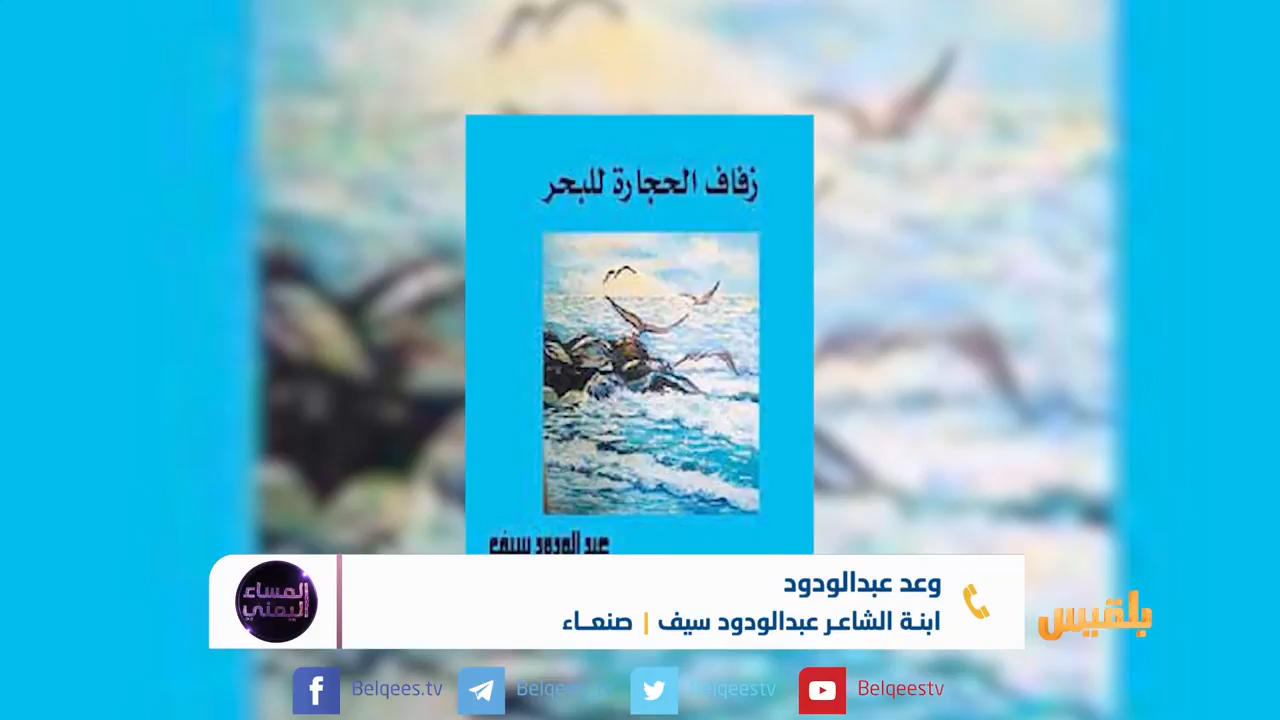 زفاف الحجارة للبحر
عبد الودود سيف
وعد عبدالودود
ابنة الشاعر عبدالودود سيف | صنعاء
المساء
اليمني
بلقيس
Belqees.tv
Belqeestv
Belqeestv
Belqeestv